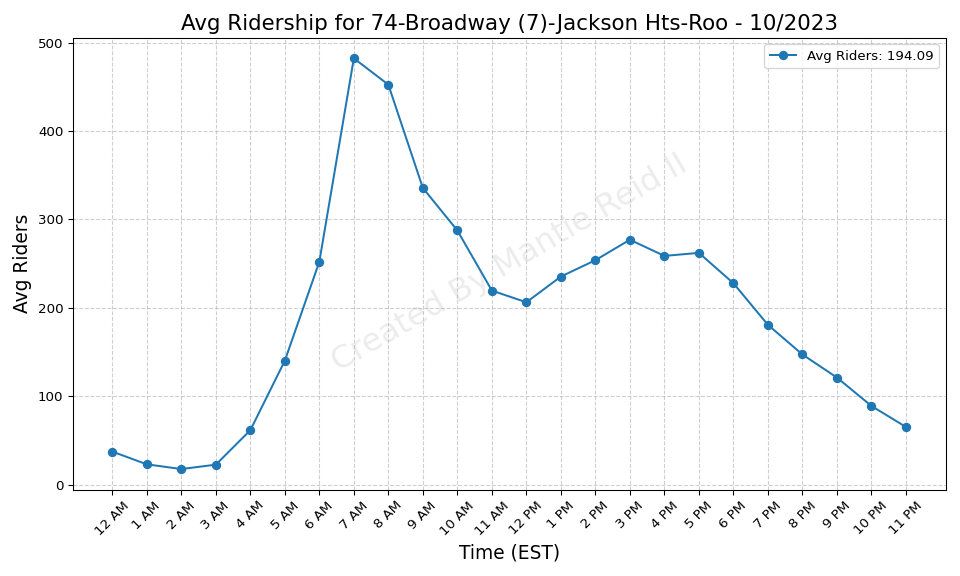 Avg Ridership for 74-Broadway (7)-Jackson Hts-Roo - 10/2023
Avg Riders: 194.09
500
400
300
200
100
0
Avg Riders
Created By Mantle Reid II
12 AM
1 AM
2 AM
3 AM
4 AM
5 AM
6 AM
7 AM
8 AM
9 AM
10 AM
11 AM
12 PM
1 PM
2 PM
3 PM
4 PM
5 PM
6 PM
7 PM
8 PM
9 PM
10 PM
11 PM
Time (EST)